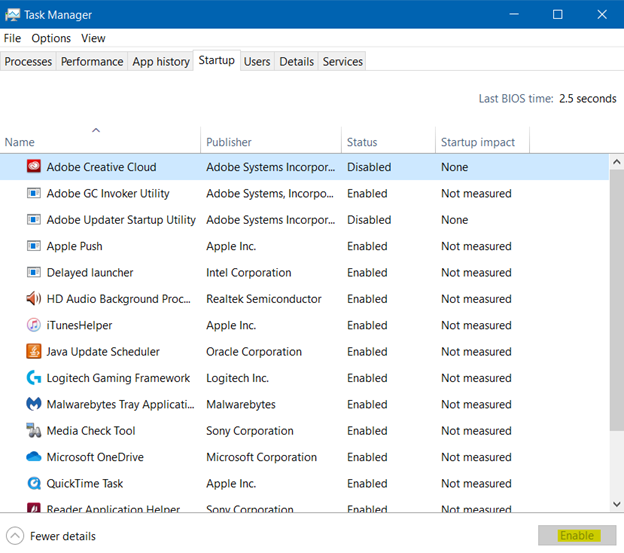 Task Manager
File Options View
Processes Performance App history Startup Users Details Services
Last BIOS time: 2.5 seconds
Name Publisher Status Startup impact
Adobe Creative Cloud Adobe Systems Incorpor... Disabled None
Adobe GC Invoker Utility Adobe Systems, Incorpo... Enabled Not measured
Adobe Updater Startup Utility Adobe Systems Incorpor... Disabled None
Apple Push Apple Inc. Enabled Not measured
Delayed launcher Intel Corporation Enabled Not measured
HD Audio Background Proc... Realtek Semiconductor Enabled Not measured
iTunesHelper Apple Inc. Enabled Not measured
Java Update Scheduler Oracle Corporation Enabled Not measured
Logitech Gaming Framework Logitech Inc. Enabled Not measured
Malwarebytes Tray Applicati... Malwarebytes Enabled Not measured
Media Check Tool Sony Corporation Enabled Not measured
Microsoft OneDrive Microsoft Corporation Enabled Not measured
QuickTime Task Apple Inc. Enabled Not measured
Reader Application Helper Sony Corporation Enabled Not measured
Fewer details Enable